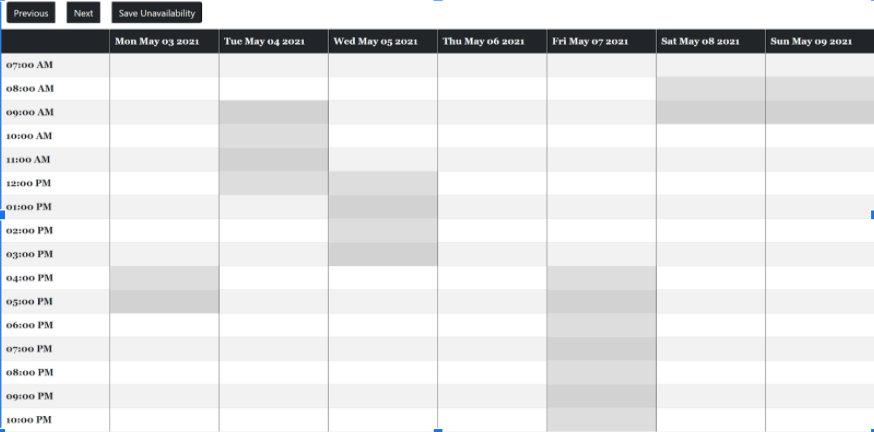 Previous Next Save Unavailability
Mon May 03 2021 Tue May 04 2021 Wed May 05 2021 Thu May 06 2021 Fri May 07 2021 Sat May 08 2021 Sun May 09 2021
07:00 AM
08:00 AM
09:00 AM
10:00 AM
11:00 AM
12:00 PM
01:00 PM
02:00 PM
03:00 PM
04:00 PM
05:00 PM
06:00 PM
07:00 PM
08:00 PM
09:00 PM
10:00 PM